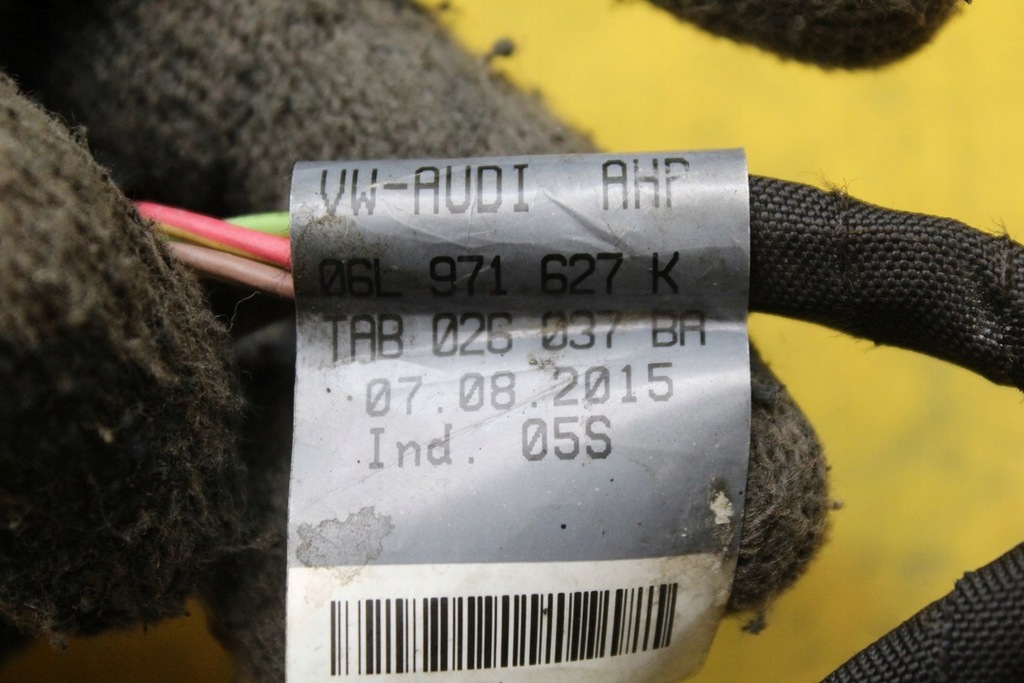 VW-AUDI AHP
06L 971 627 K
TAB 026 037 BA
07.08.2015
Ind. 05S